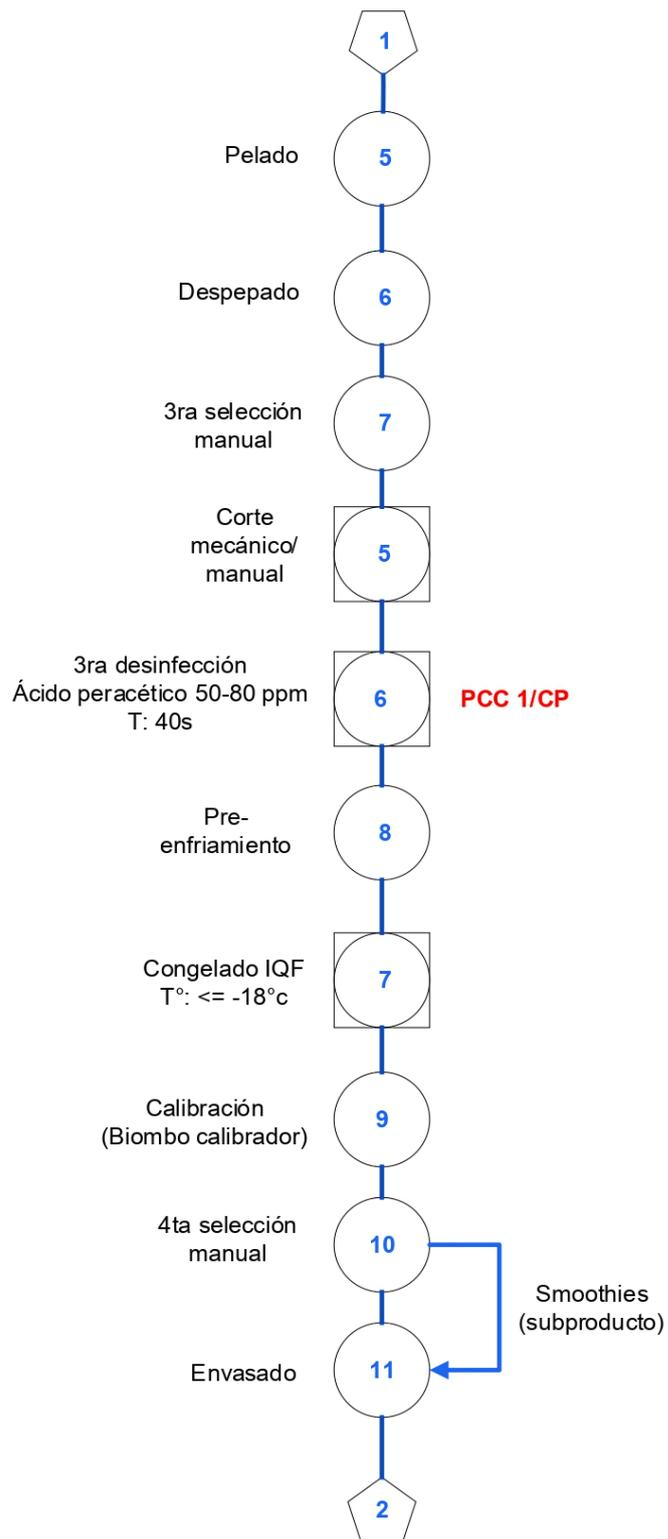 1
Pelado
5
Despepado
6
3ra selección
manual
7
Corte
mecánico/
manual
5
3ra desinfección
Ácido peracético 50-80 ppm
T: 40s
6
PCC 1/CP
Pre-
enfriamiento
8
Congelado IQF
T°: <= -18°c
7
Calibración
(Biombo calibrador)
9
4ta selección
manual
10
Smoothies
(subproducto)
Envasado
11
2